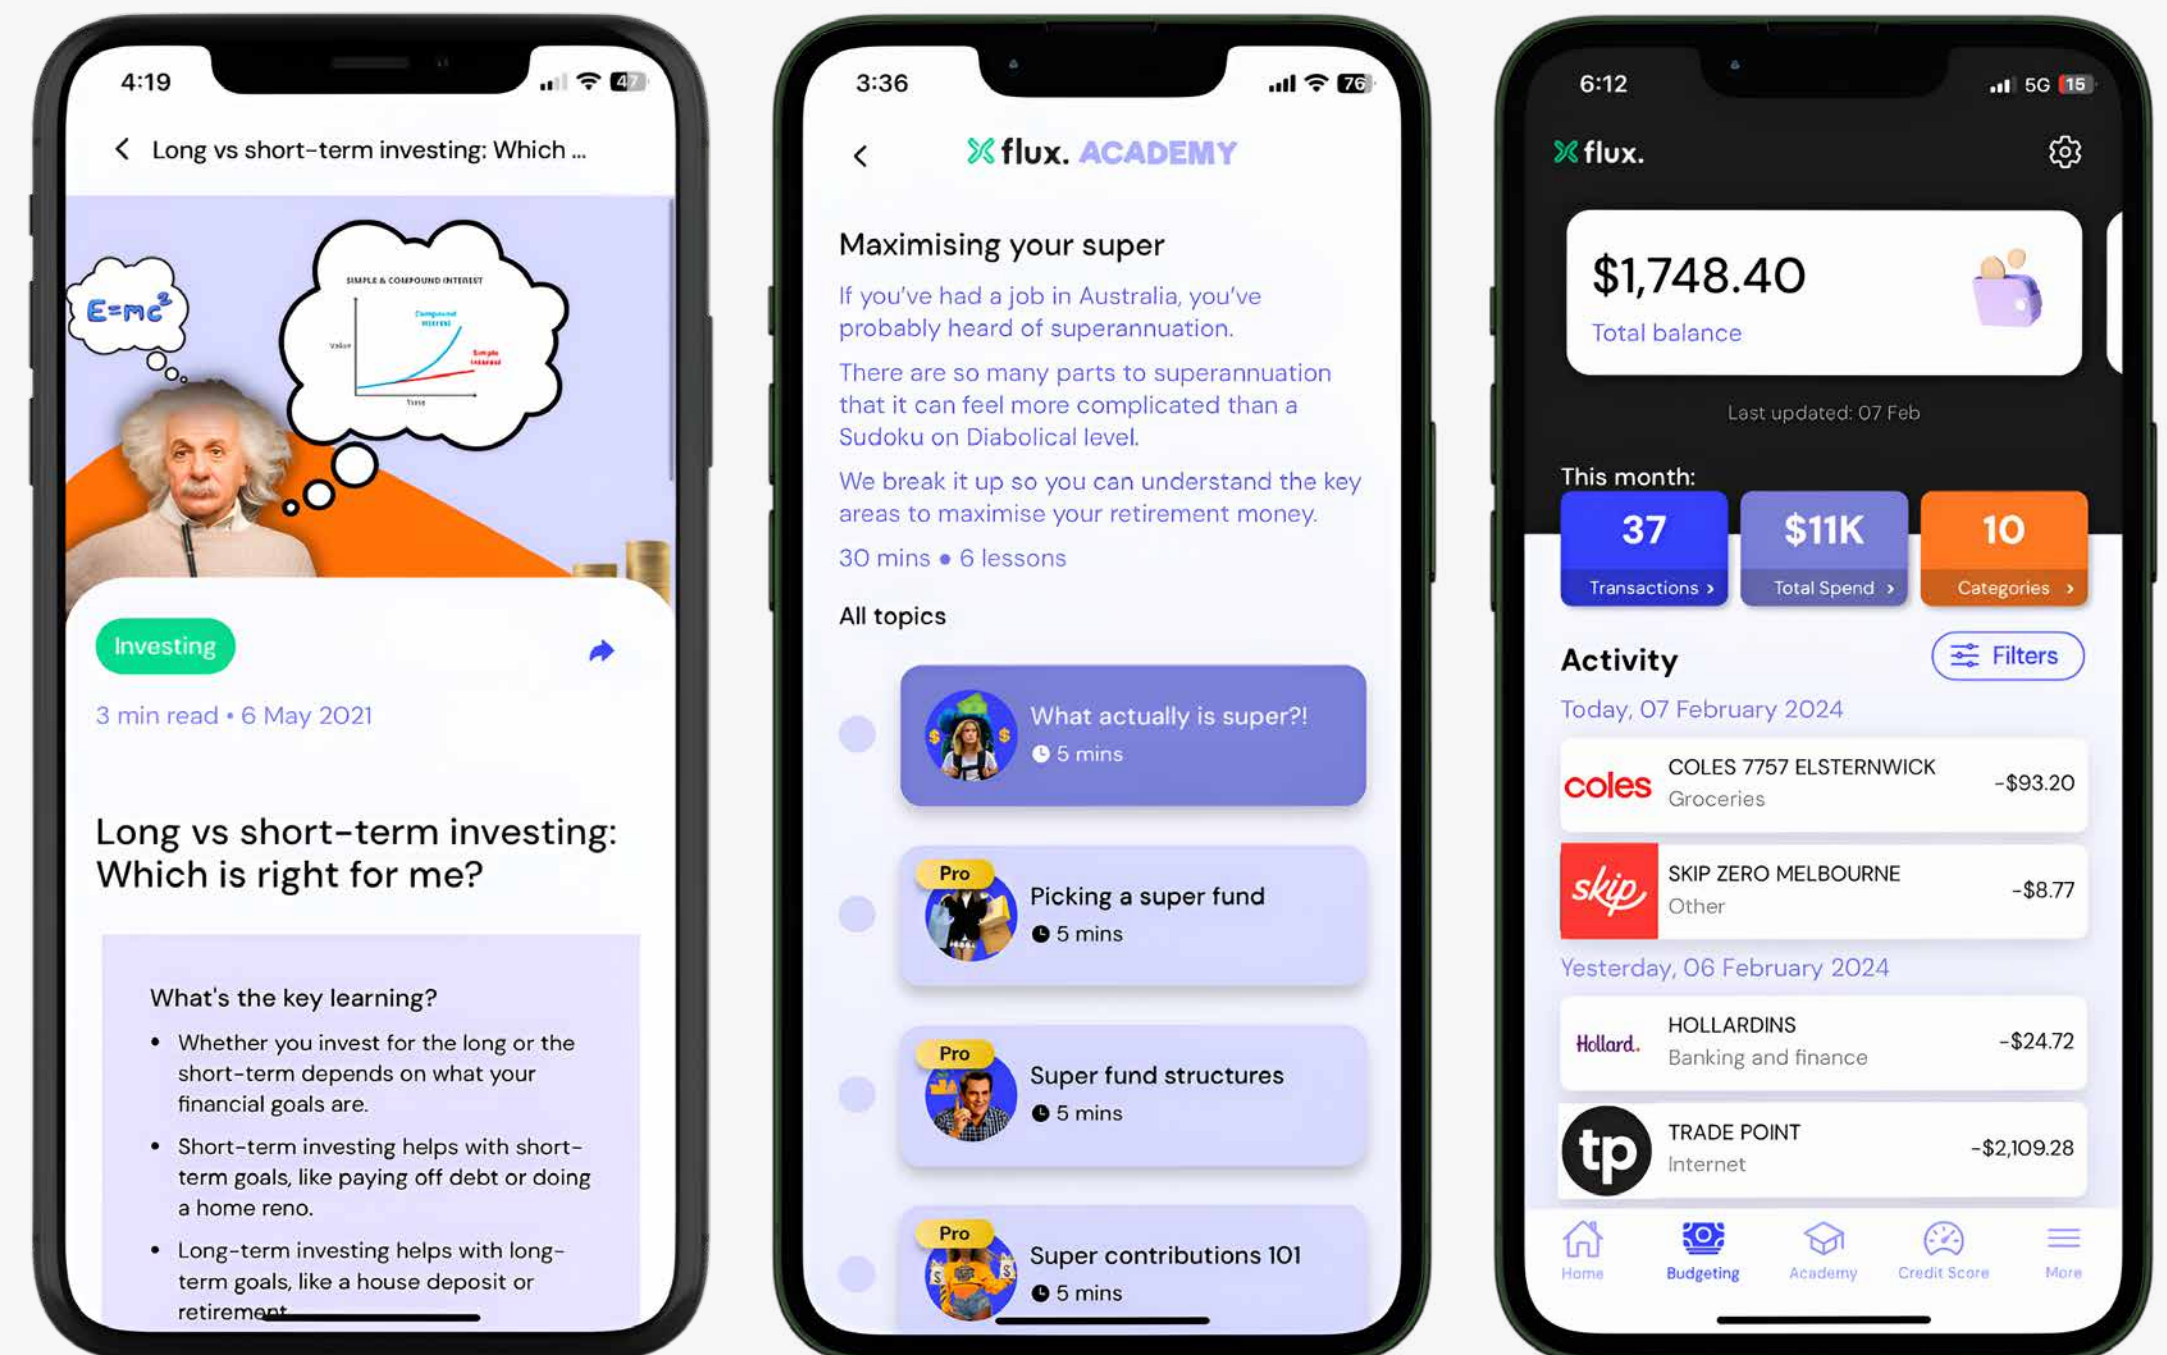 4:19
47
Long vs short-term investing: Which ...
E=mc²
SIMPLE & COMPOUND INTEREST
Compound
Interest
Value
Simple
Interest
Time
Investing
3 min read • 6 May 2021
Long vs short-term investing:
Which is right for me?
What's the key learning?
• Whether you invest for the long or the
short-term depends on what your
financial goals are.
• Short-term investing helps with short-
term goals, like paying off debt or doing
a home reno.
• Long-term investing helps with long-
term goals, like a house deposit or
retirement
3:36
76
flux. ACADEMY
Maximising your super
If you've had a job in Australia, you've
probably heard of superannuation.
There are so many parts to superannuation
that it can feel more complicated than a
Sudoku on Diabolical level.
We break it up so you can understand the key
areas to maximise your retirement money.
30 mins • 6 lessons
All topics
What actually is super?!
5 mins
Pro
Picking a super fund
5 mins
Pro
Super fund structures
5 mins
Pro
Super contributions 101
5 mins
6:12
5G 15
flux.
$1,748.40
Total balance
Last updated: 07 Feb
This month:
37 $11K 10
Transactions > Total Spend > Categories >
Activity
Filters
Today, 07 February 2024
coles
COLES 7757 ELSTERNWICK
Groceries
-$93.20
skip
SKIP ZERO MELBOURNE
Other
-$8.77
Yesterday, 06 February 2024
Hollard.
HOLLARDINS
Banking and finance
-$24.72
tp
TRADE POINT
Internet
-$2,109.28
Home Budgeting Academy Credit Score More